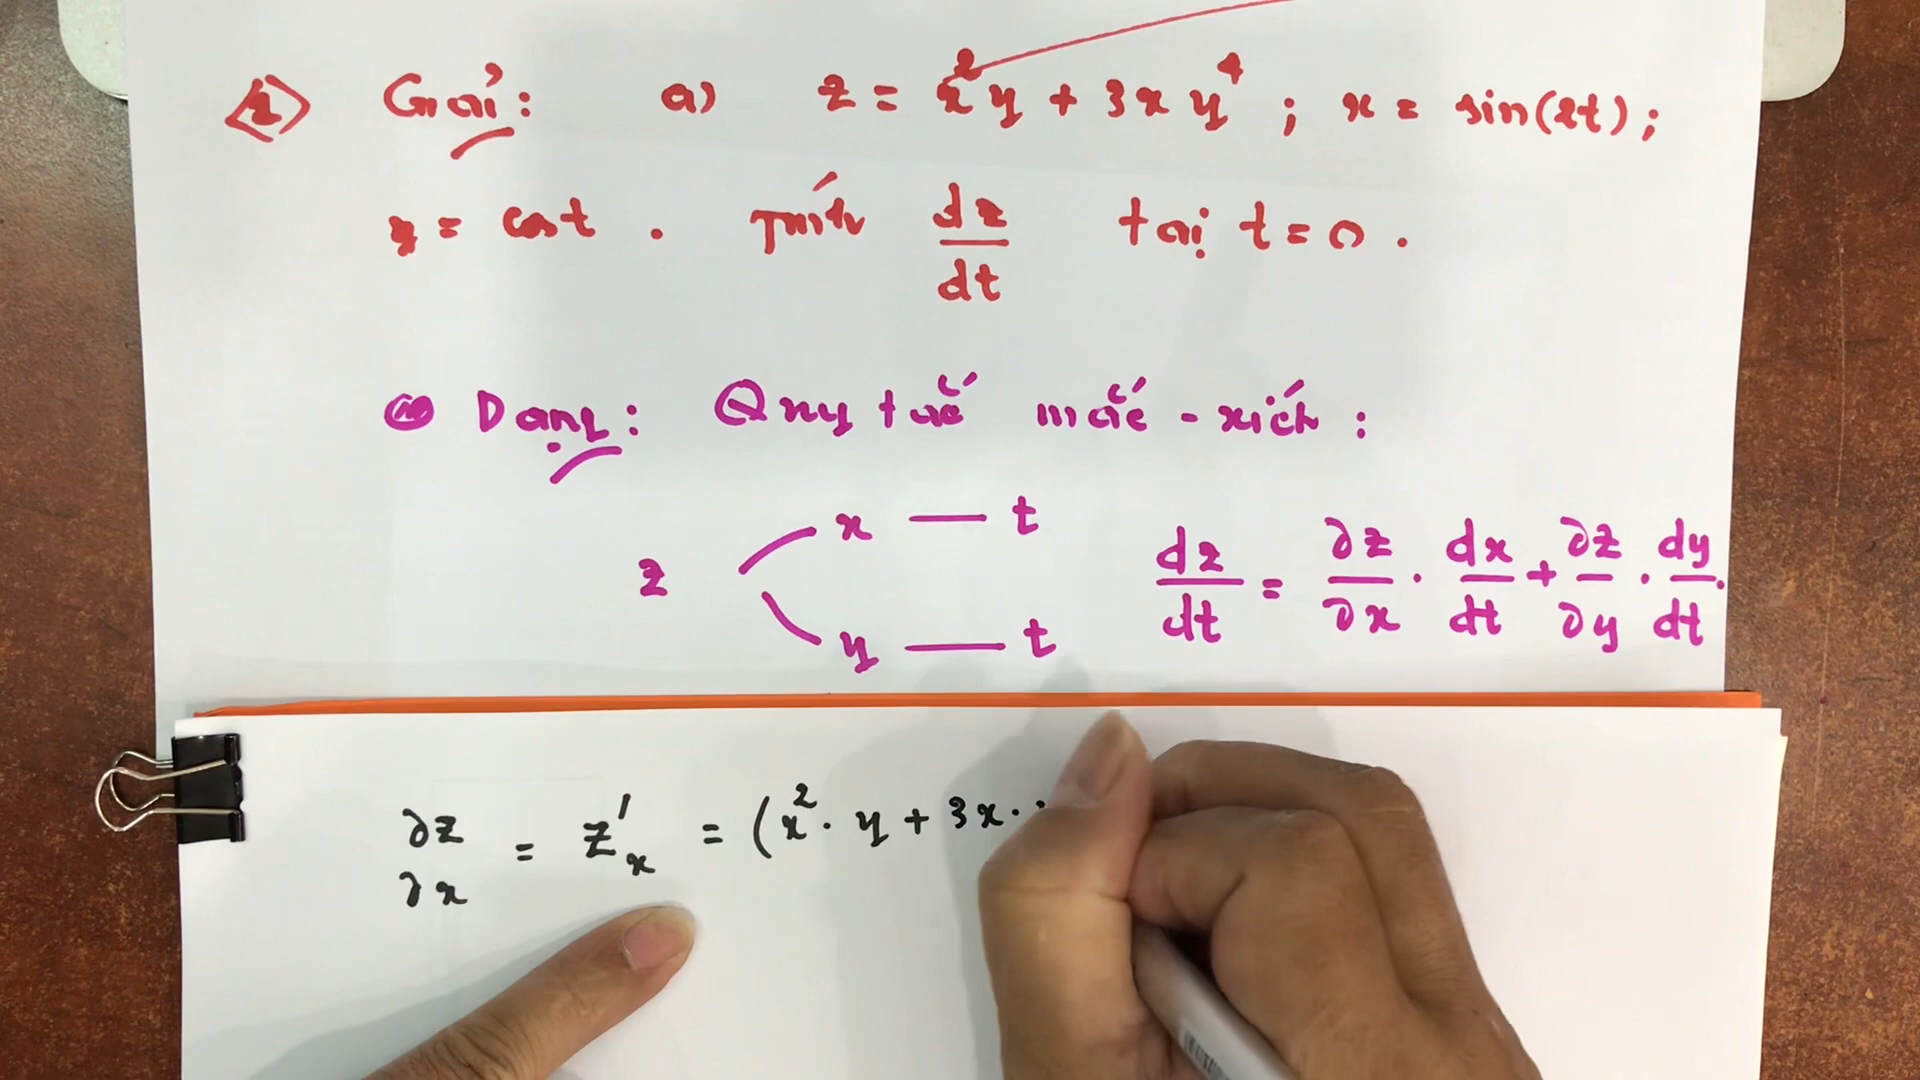 2 Giải: a) z = x²y + 3xy⁴ ; x = sin(2t) ;
y = cost . Tính dz/dt tại t = 0 .
Dạng: Quy tắc mắc - xích :
z x — t
y — t
dz/dt = ∂z/∂x · dx/dt + ∂z/∂y · dy/dt .
∂z/∂x = z'ₓ = (x² · y + 3x ·